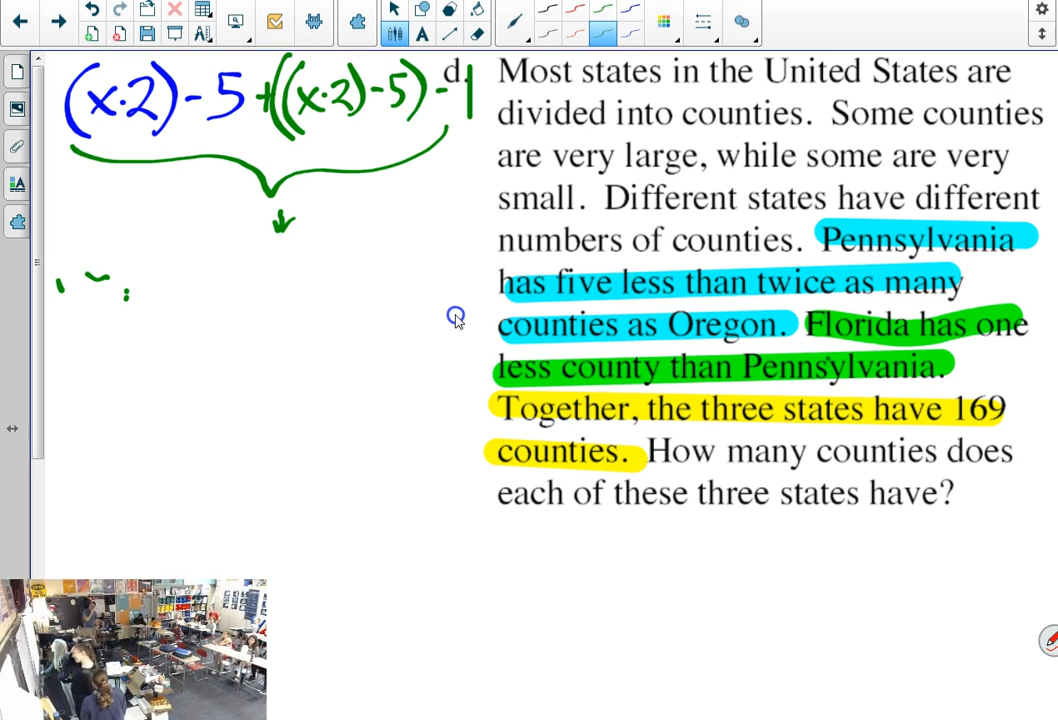 (x·2)-5+((x·2)-5)-1
d. Most states in the United States are
divided into counties. Some counties
are very large, while some are very
small. Different states have different
numbers of counties. Pennsylvania
has five less than twice as many
counties as Oregon. Florida has one
less county than Pennsylvania.
Together, the three states have 169
counties. How many counties does
each of these three states have?